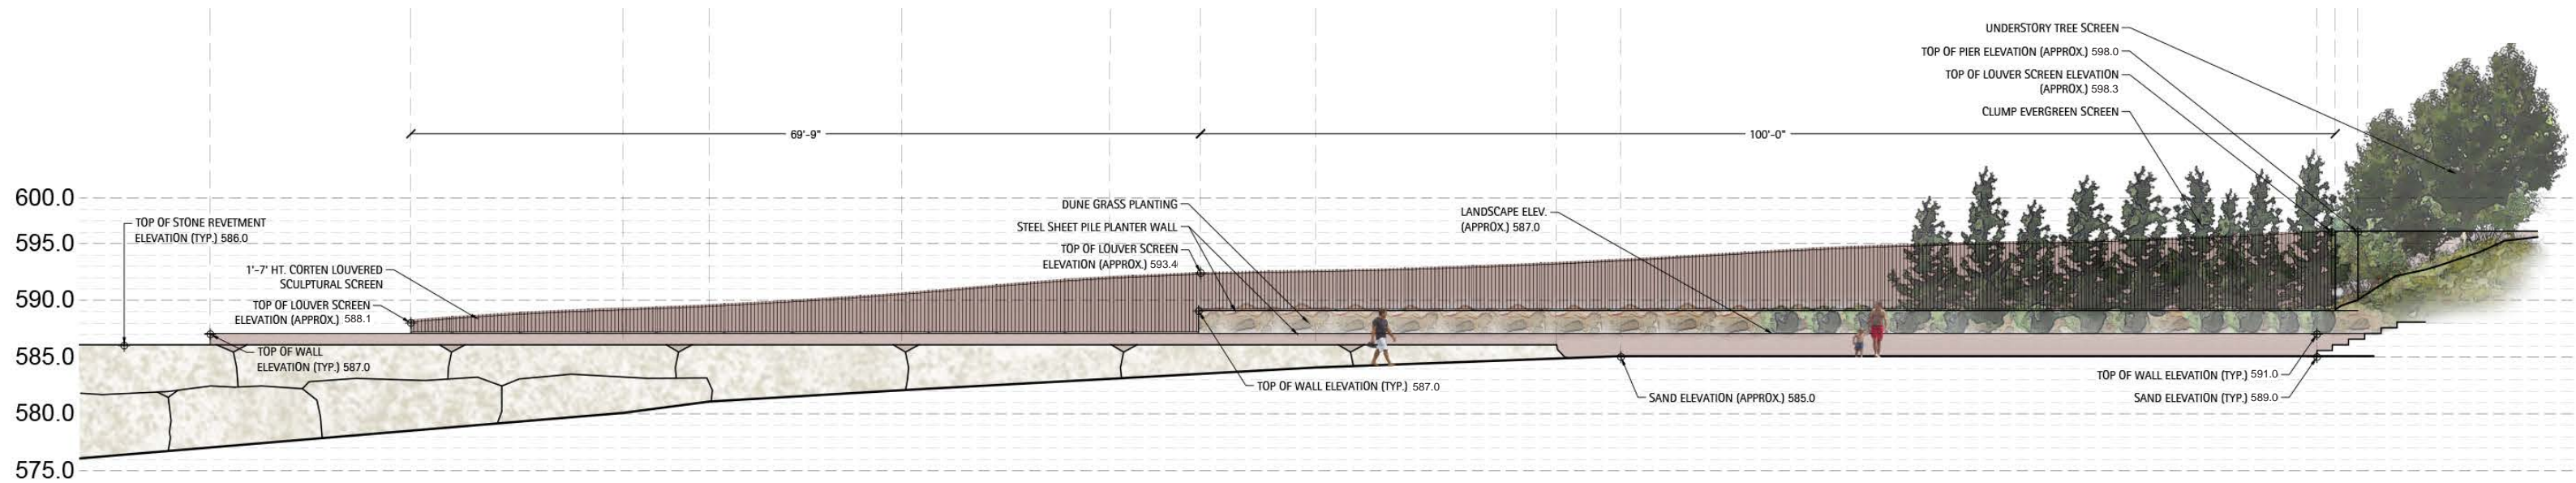 UNDERSTORY TREE SCREEN
TOP OF PIER ELEVATION (APPROX.) 598.0
TOP OF LOUVER SCREEN ELEVATION
(APPROX.) 598.3
CLUMP EVERGREEN SCREEN
69'-9"
100'-0"
600.0
595.0
590.0
585.0
580.0
575.0
TOP OF STONE REVETMENT
ELEVATION (TYP.) 586.0
1'-7' HT. CORTEN LOUVERED
SCULPTURAL SCREEN
TOP OF LOUVER SCREEN
ELEVATION (APPROX.) 588.1
TOP OF WALL
ELEVATION (TYP.) 587.0
DUNE GRASS PLANTING
STEEL SHEET PILE PLANTER WALL
TOP OF LOUVER SCREEN
ELEVATION (APPROX.) 593.4
LANDSCAPE ELEV.
(APPROX.) 587.0
TOP OF WALL ELEVATION (TYP.) 587.0
SAND ELEVATION (APPROX.) 585.0
TOP OF WALL ELEVATION (TYP.) 591.0
SAND ELEVATION (TYP.) 589.0